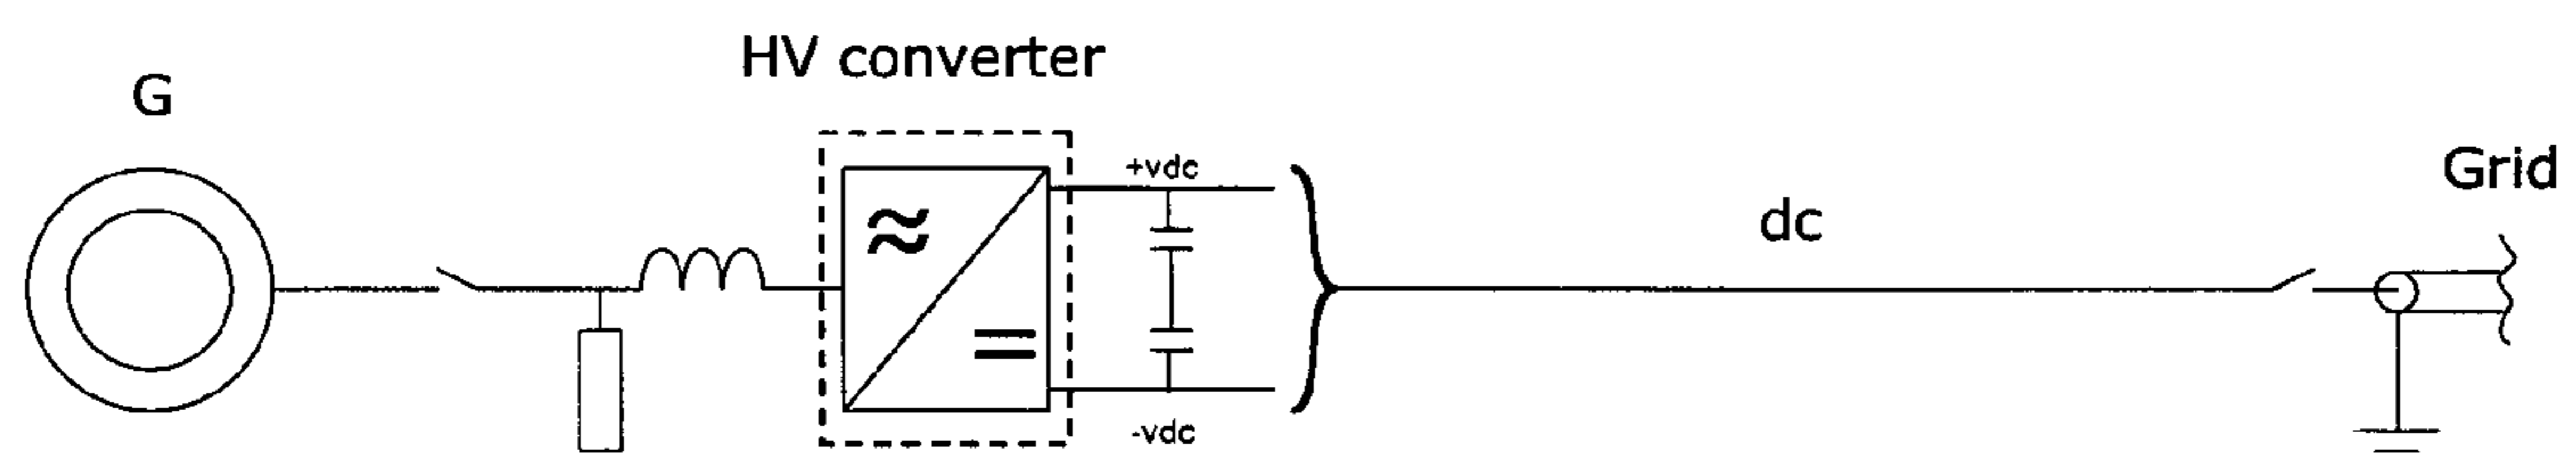 HV converter
G
+vdc
Grid
dc
-vdc